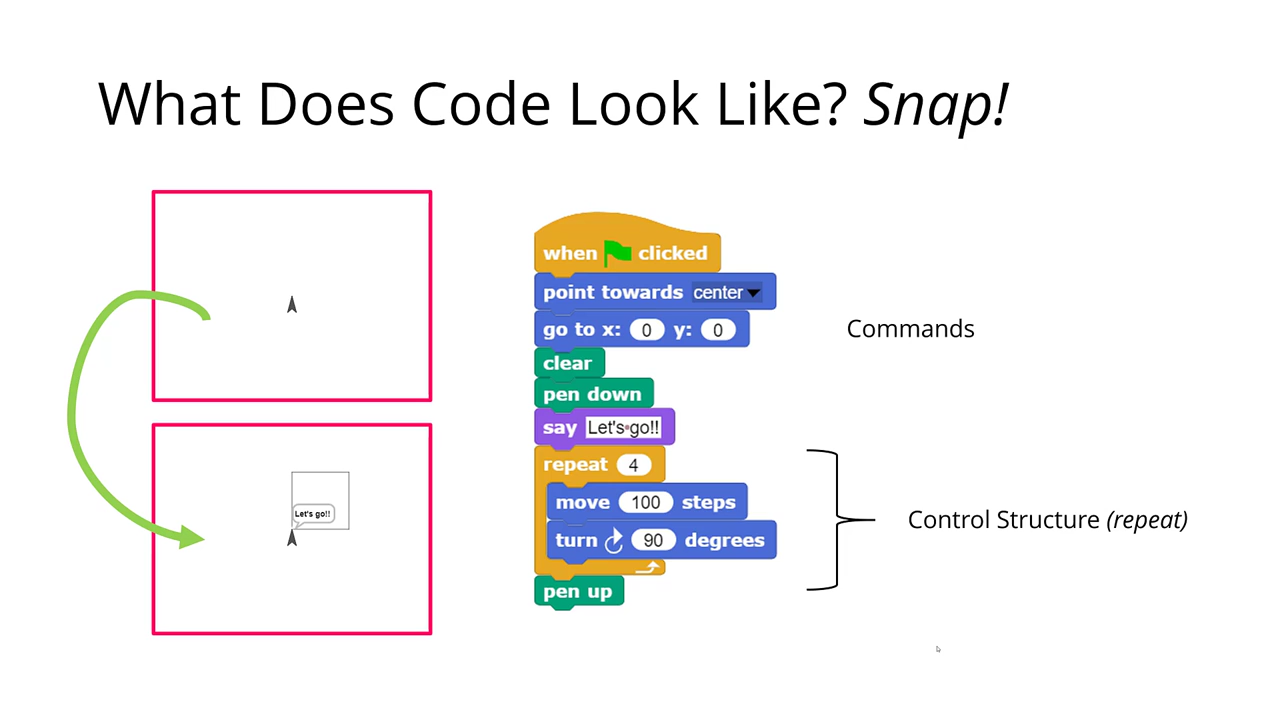 What Does Code Look Like? Snap!
when clicked
point towards center
go to x: 0 y: 0
clear
pen down
say Let's go!!
repeat 4
move 100 steps
turn 90 degrees
pen up
Commands
Control Structure (repeat)
Let's go!!